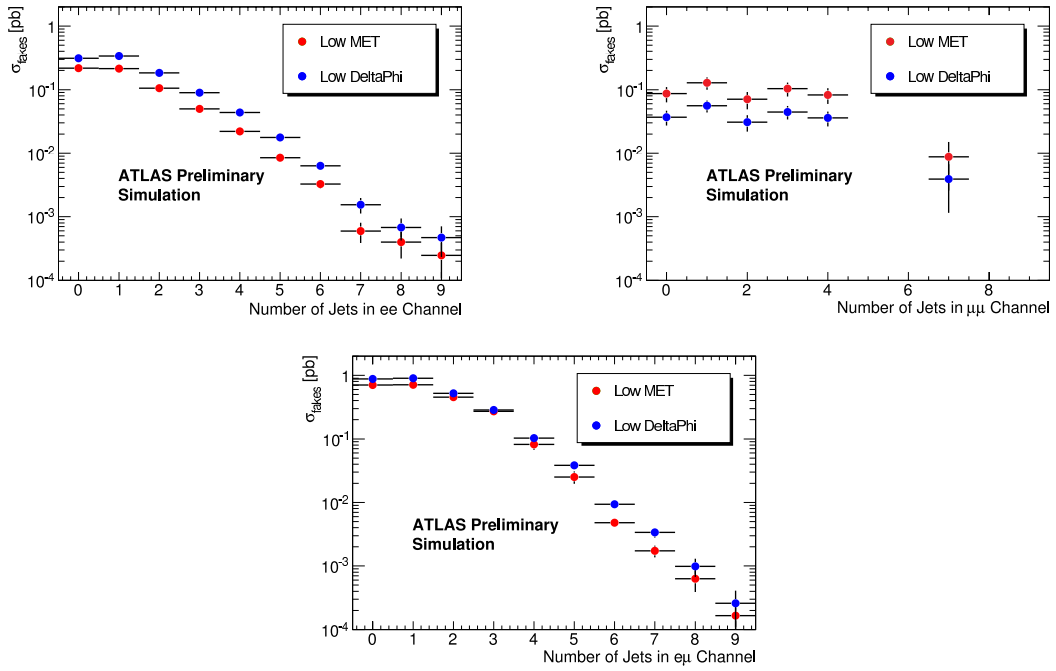 σfakes [pb]
1
10-1
10-2
10-3
10-4
Low MET
Low DeltaPhi
ATLAS Preliminary
Simulation
0 1 2 3 4 5 6 7 8 9
Number of Jets in ee Channel
σfakes [pb]
1
10-1
10-2
10-3
10-4
Low MET
Low DeltaPhi
ATLAS Preliminary
Simulation
0 2 4 6 8
Number of Jets in μμ Channel
σfakes [pb]
1
10-1
10-2
10-3
10-4
Low MET
Low DeltaPhi
ATLAS Preliminary
Simulation
0 1 2 3 4 5 6 7 8 9
Number of Jets in eμ Channel